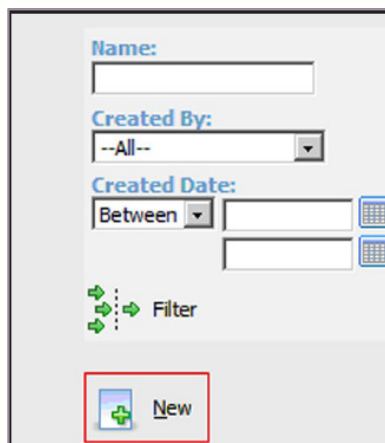 Name:
Created By:
--All--
Created Date:
Between
Filter
New